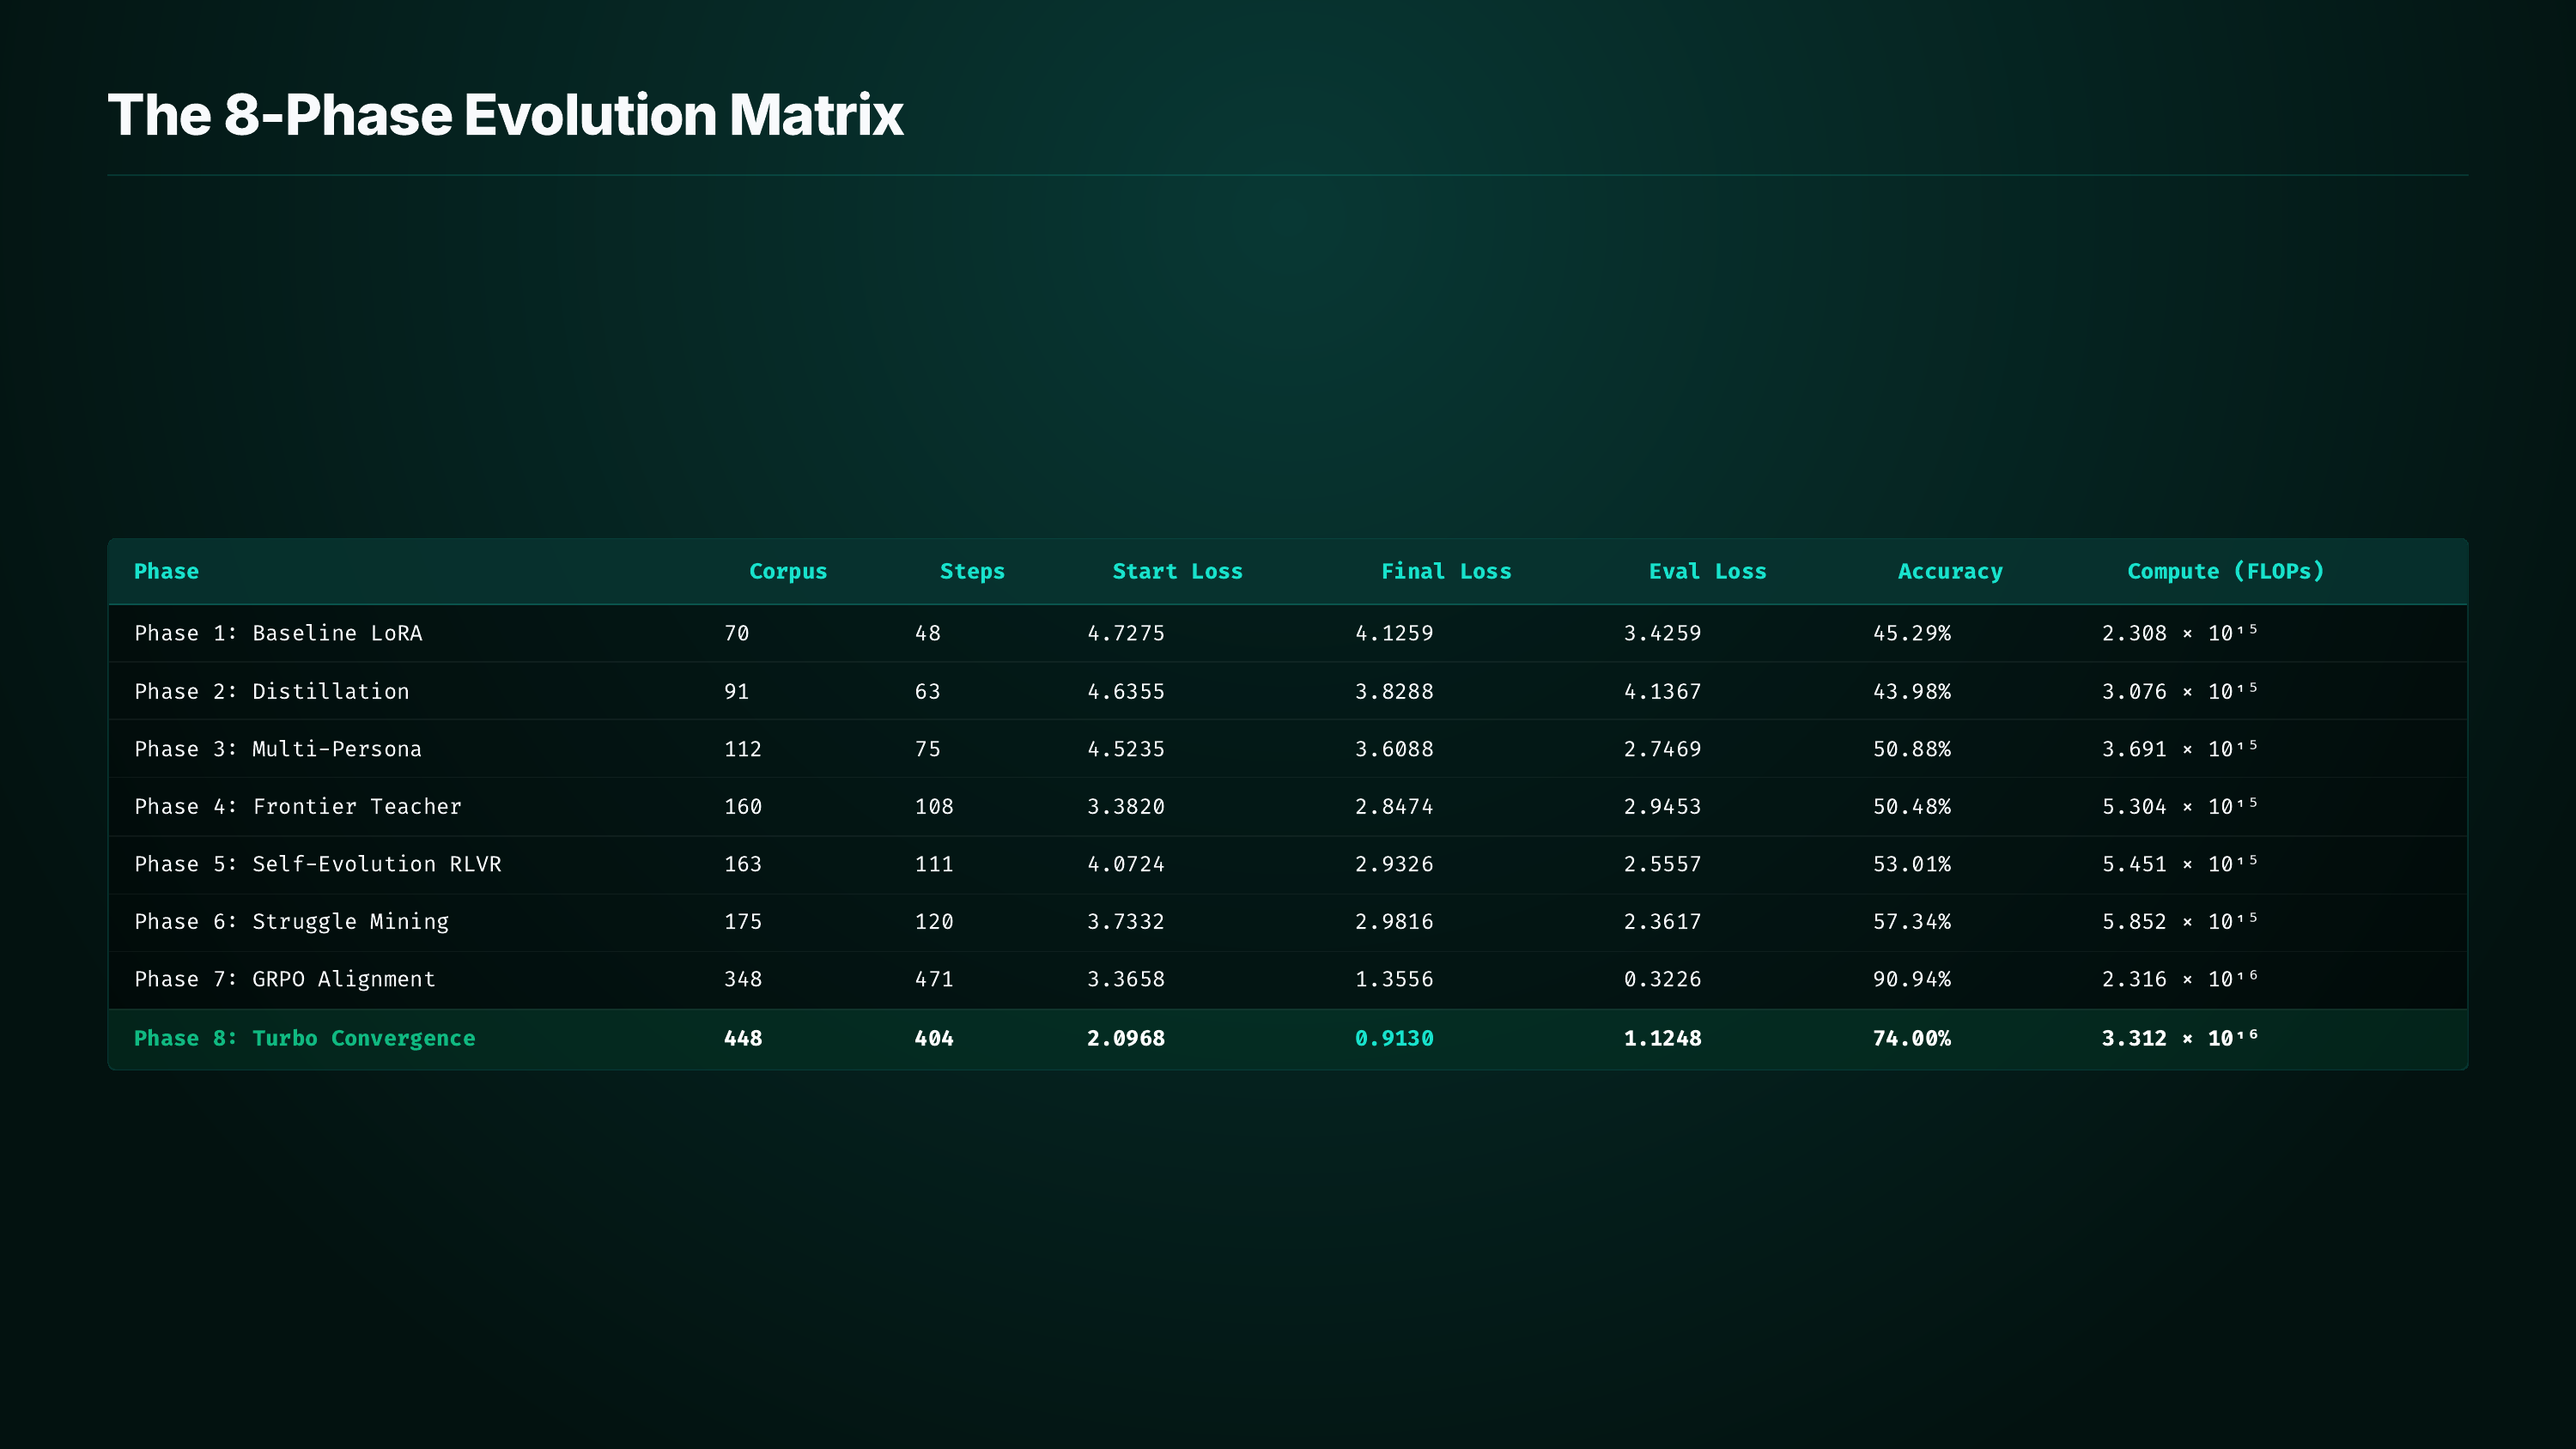 The 8-Phase Evolution Matrix
Phase Corpus Steps Start Loss Final Loss Eval Loss Accuracy Compute (FLOPs)
Phase 1: Baseline LoRA 70 48 4.7275 4.1259 3.4259 45.29% 2.308 × 10¹⁵
Phase 2: Distillation 91 63 4.6355 3.8288 4.1367 43.98% 3.076 × 10¹⁵
Phase 3: Multi-Persona 112 75 4.5235 3.6088 2.7469 50.88% 3.691 × 10¹⁵
Phase 4: Frontier Teacher 160 108 3.3820 2.8474 2.9453 50.48% 5.304 × 10¹⁵
Phase 5: Self-Evolution RLVR 163 111 4.0724 2.9326 2.5557 53.01% 5.451 × 10¹⁵
Phase 6: Struggle Mining 175 120 3.7332 2.9816 2.3617 57.34% 5.852 × 10¹⁵
Phase 7: GRPO Alignment 348 471 3.3658 1.3556 0.3226 90.94% 2.316 × 10¹⁶
Phase 8: Turbo Convergence 448 404 2.0968 0.9130 1.1248 74.00% 3.312 × 10¹⁶